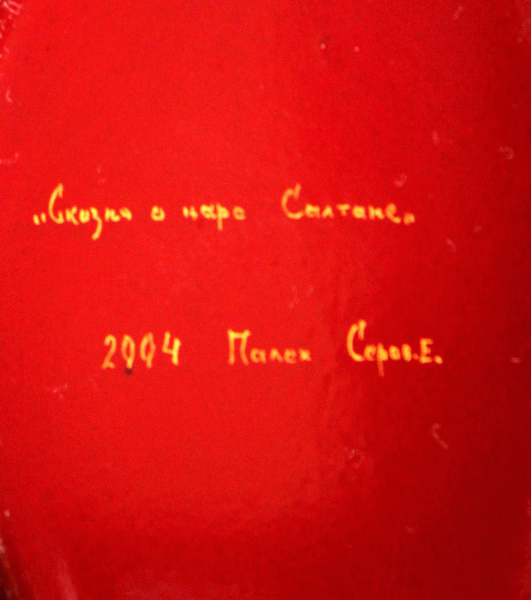 „Сказка о царе Салтане"
2004 Палех Серов.Е.